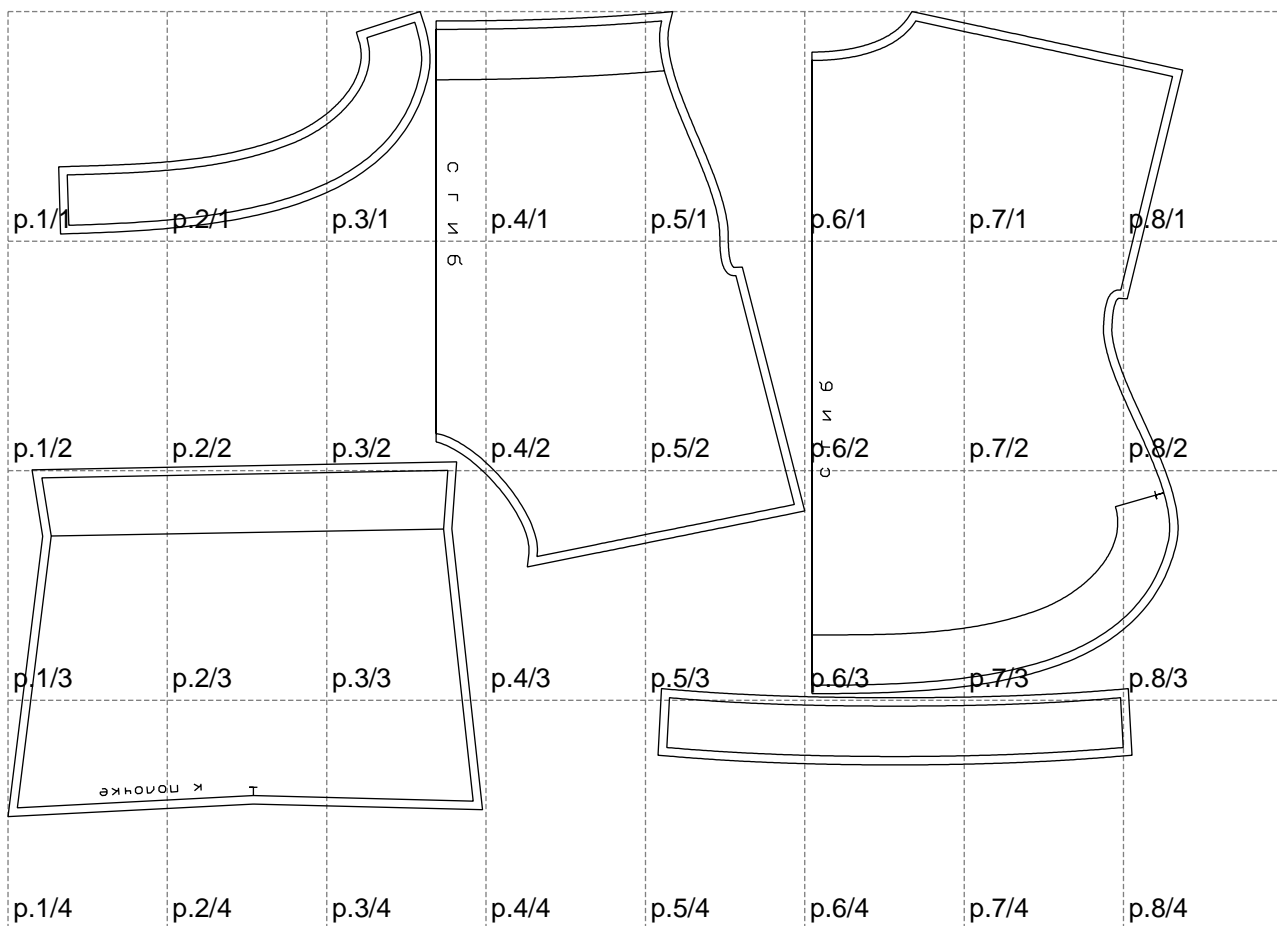 с г и б
p.1/1 p.2/1 p.3/1 p.4/1 p.5/1 p.6/1 p.7/1 p.8/1
с г и б
p.1/2 p.2/2 p.3/2 p.4/2 p.5/2 p.6/2 p.7/2 p.8/2
p.1/3 p.2/3 p.3/3 p.4/3 p.5/3 p.6/3 p.7/3 p.8/3
к полочке
p.1/4 p.2/4 p.3/4 p.4/4 p.5/4 p.6/4 p.7/4 p.8/4